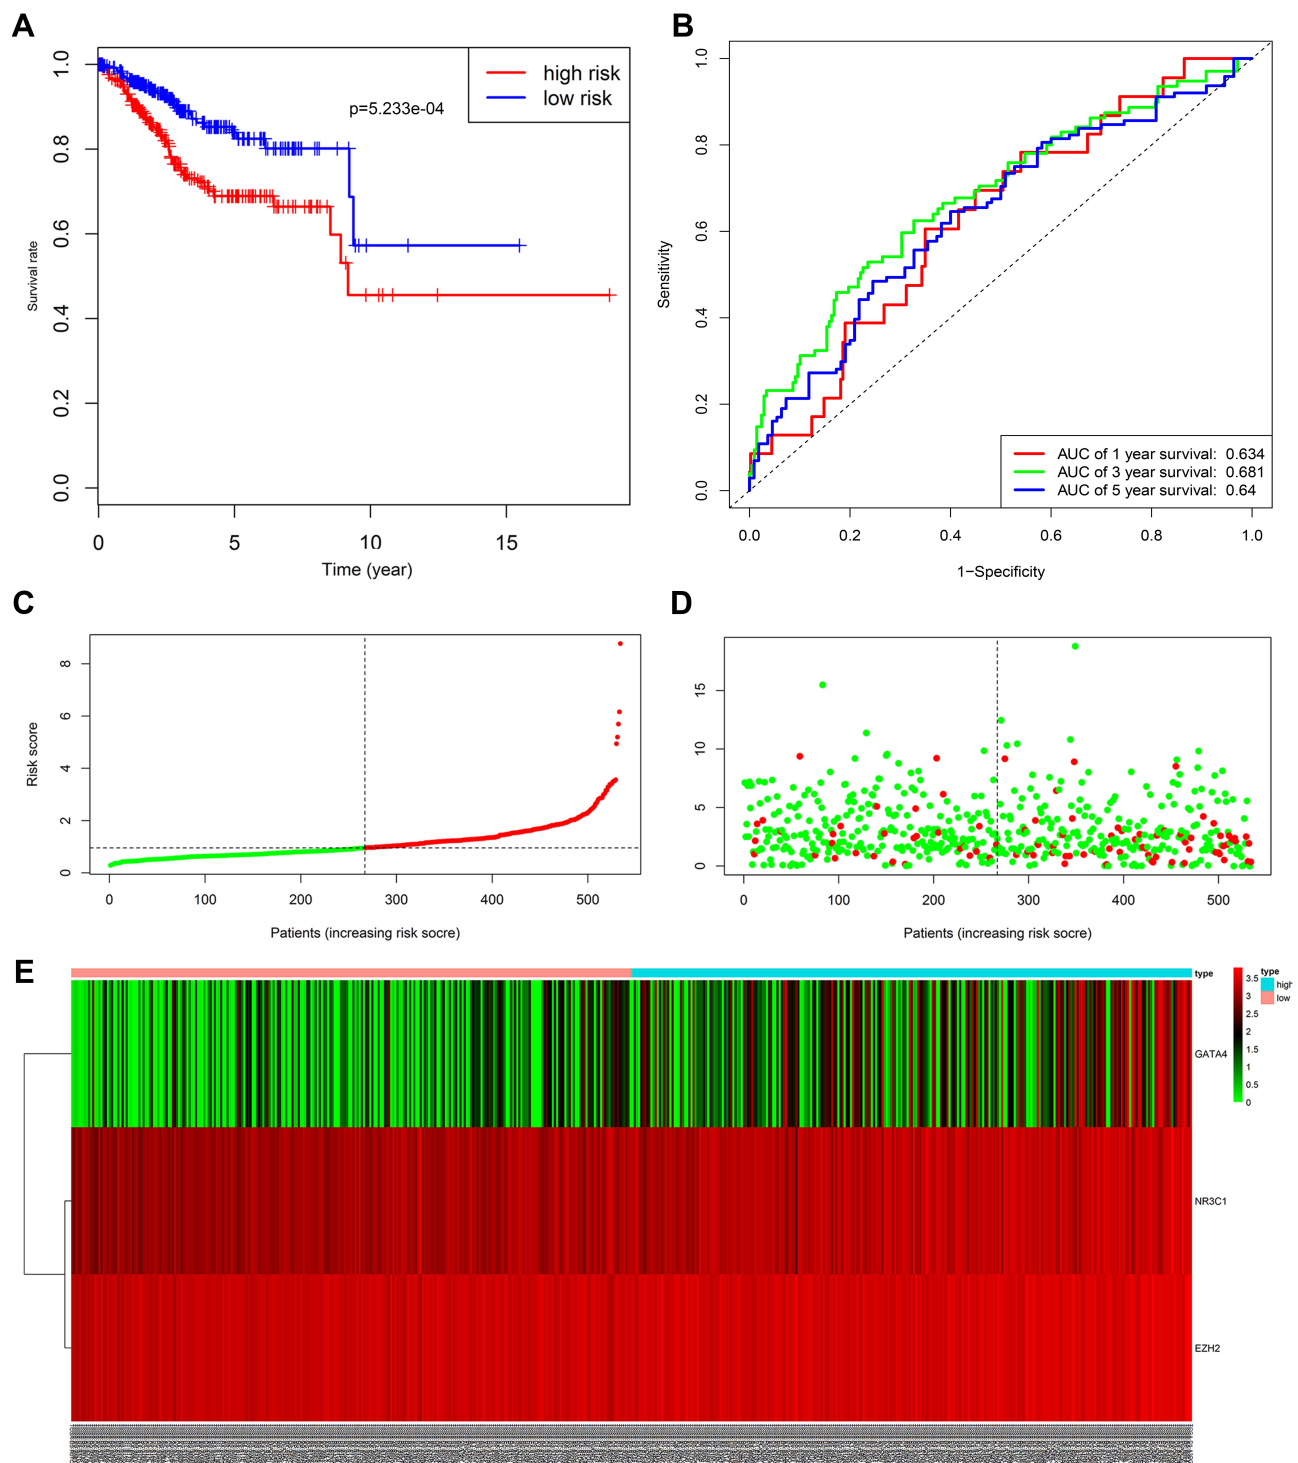 A
high risk
low risk
p=5.233e-04
Survival rate
0.0
0.2
0.4
0.6
0.8
1.0
0
5
10
15
Time (year)
B
Sensitivity
0.0
0.2
0.4
0.6
0.8
1.0
AUC of 1 year survival: 0.634
AUC of 3 year survival: 0.681
AUC of 5 year survival: 0.64
0.0
0.2
0.4
0.6
0.8
1.0
1−Specificity
C
Risk score
0
2
4
6
8
0
100
200
300
400
500
Patients (increasing risk socre)
D
0
5
10
15
0
100
200
300
400
500
Patients (increasing risk socre)
E
type
GATA4
NR3C1
EZH2
3.5
3
2.5
2
1.5
1
0.5
0
type
high
low